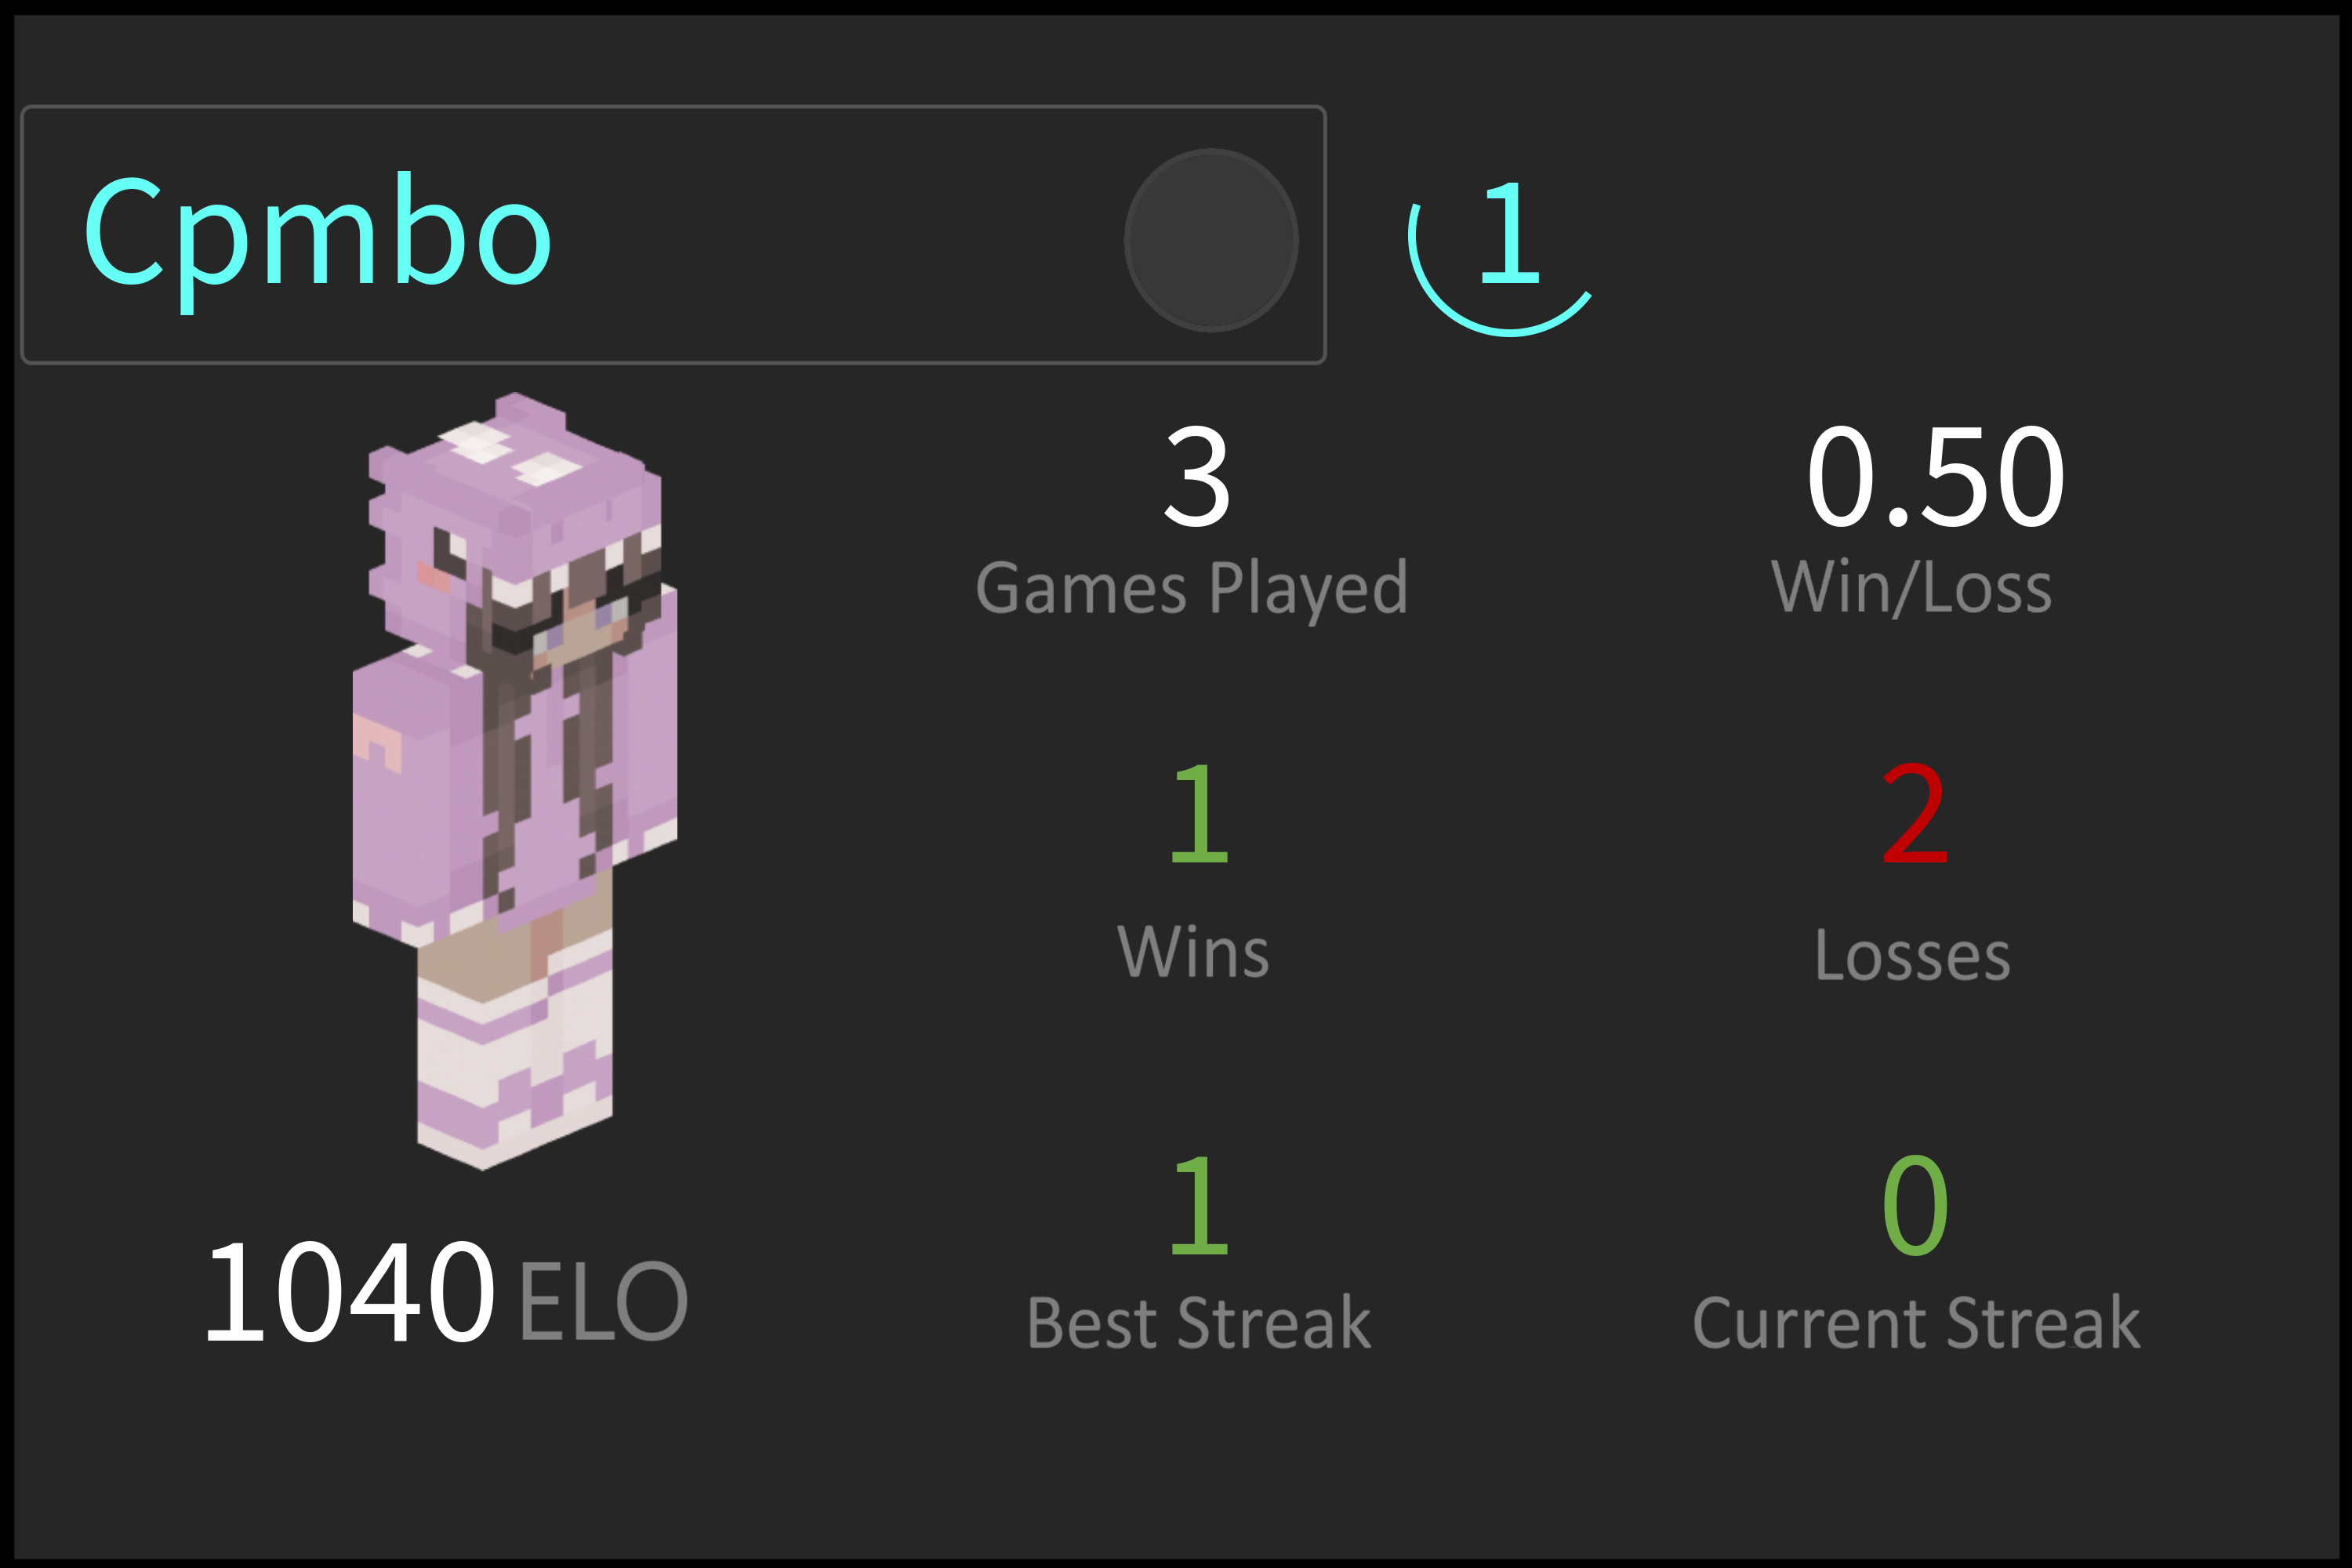 Cpmbo
1
3
0.50
Games Played
Win/Loss
1
2
Wins
Losses
1
0
1040 ELO
Best Streak
Current Streak